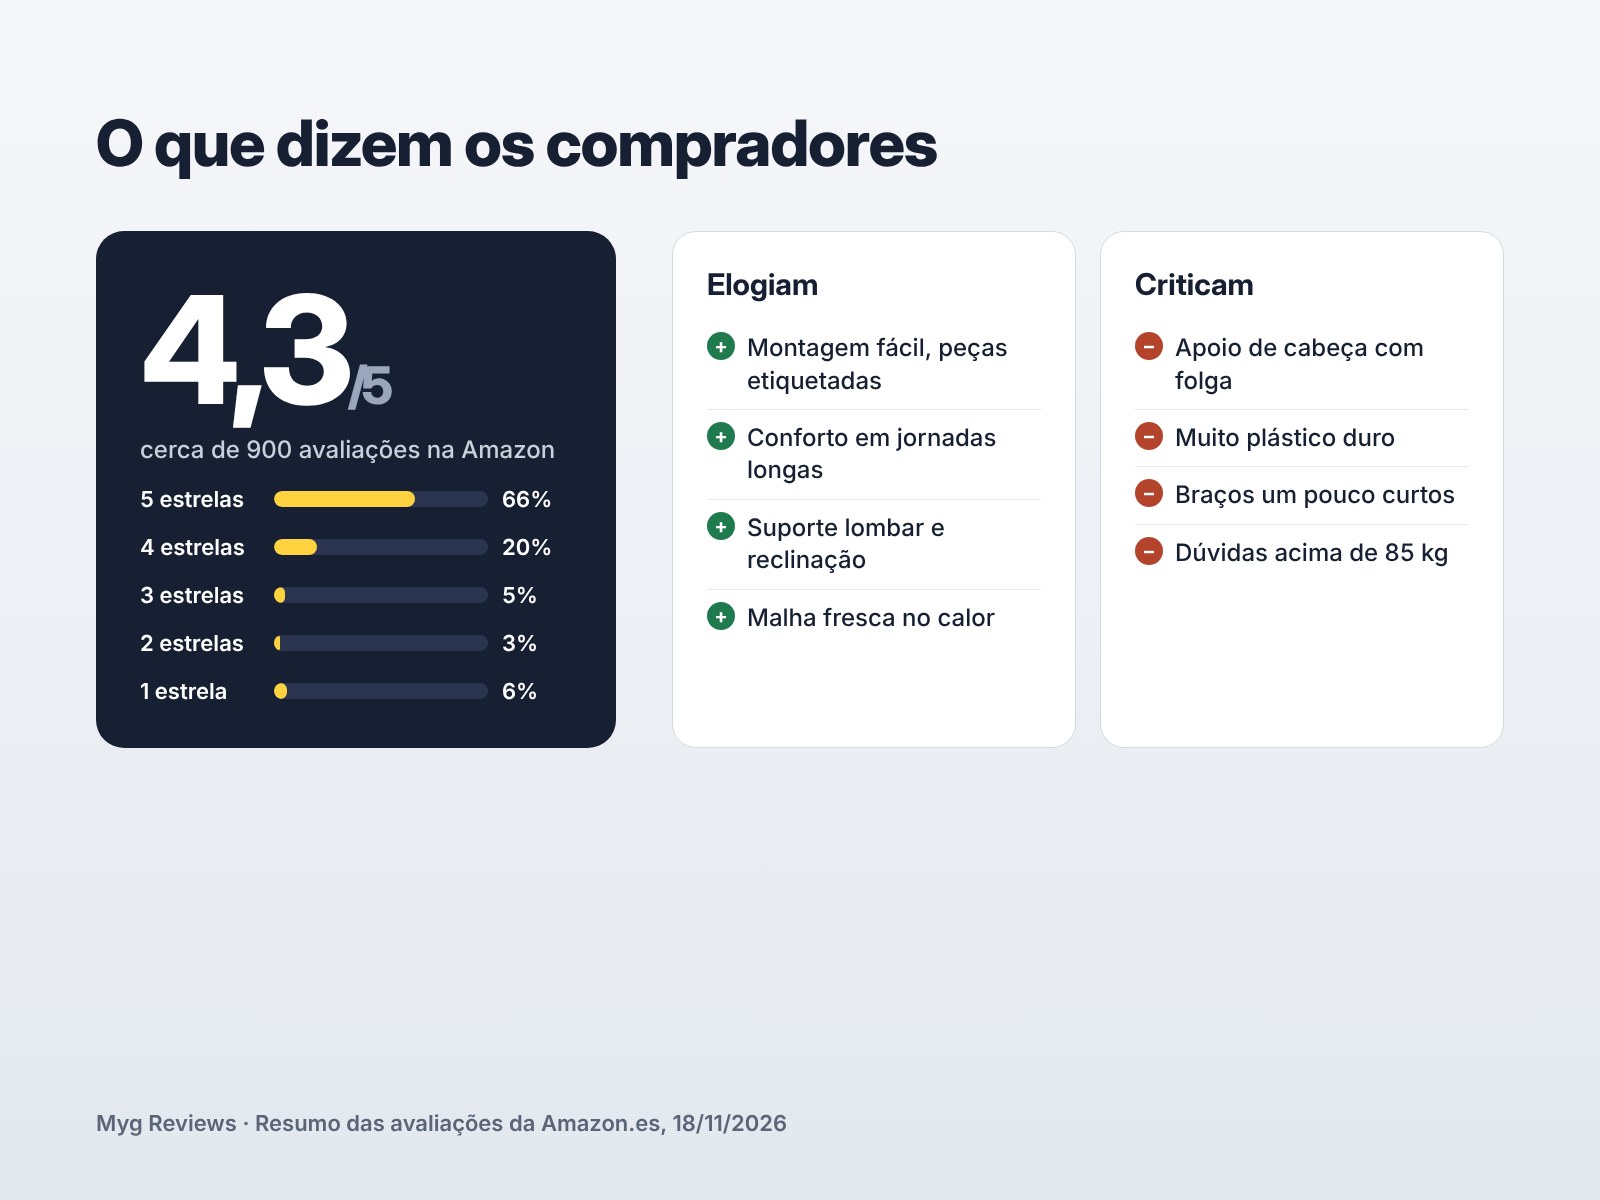 O que dizem os compradores
4,3/5
cerca de 900 avaliações na Amazon
5 estrelas 66%
4 estrelas 20%
3 estrelas 5%
2 estrelas 3%
1 estrela 6%
Elogiam
+ Montagem fácil, peças
etiquetadas
+ Conforto em jornadas
longas
+ Suporte lombar e
reclinação
+ Malha fresca no calor
Criticam
– Apoio de cabeça com
folga
– Muito plástico duro
– Braços um pouco curtos
– Dúvidas acima de 85 kg
Myg Reviews · Resumo das avaliações da Amazon.es, 18/11/2026